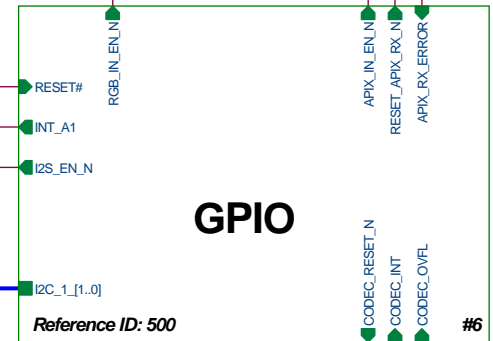 RGB_IN_EN_N
APIX_IN_EN_N
RESET_APIX_RX_N
APIX_RX_ERROR
RESET#
INT_A1
I2S_EN_N
GPIO
I2C_1_[1..0]
CODEC_RESET_N
CODEC_INT
CODEC_OVFL
Reference ID: 500
#6